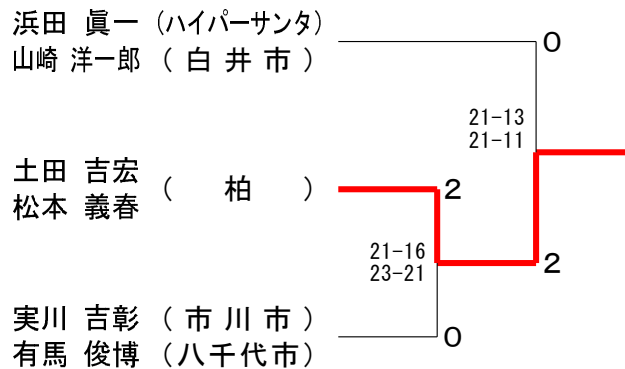 浜田 眞一 (ハイパーサンタ)
山崎 洋一郎 ( 白 井 市 )
0
21-13
21-11
土田 吉宏
松本 義春
( 柏 )
2
21-16
23-21
2
実川 吉彰 ( 市 川 市 )
有馬 俊博 (八千代市)
0